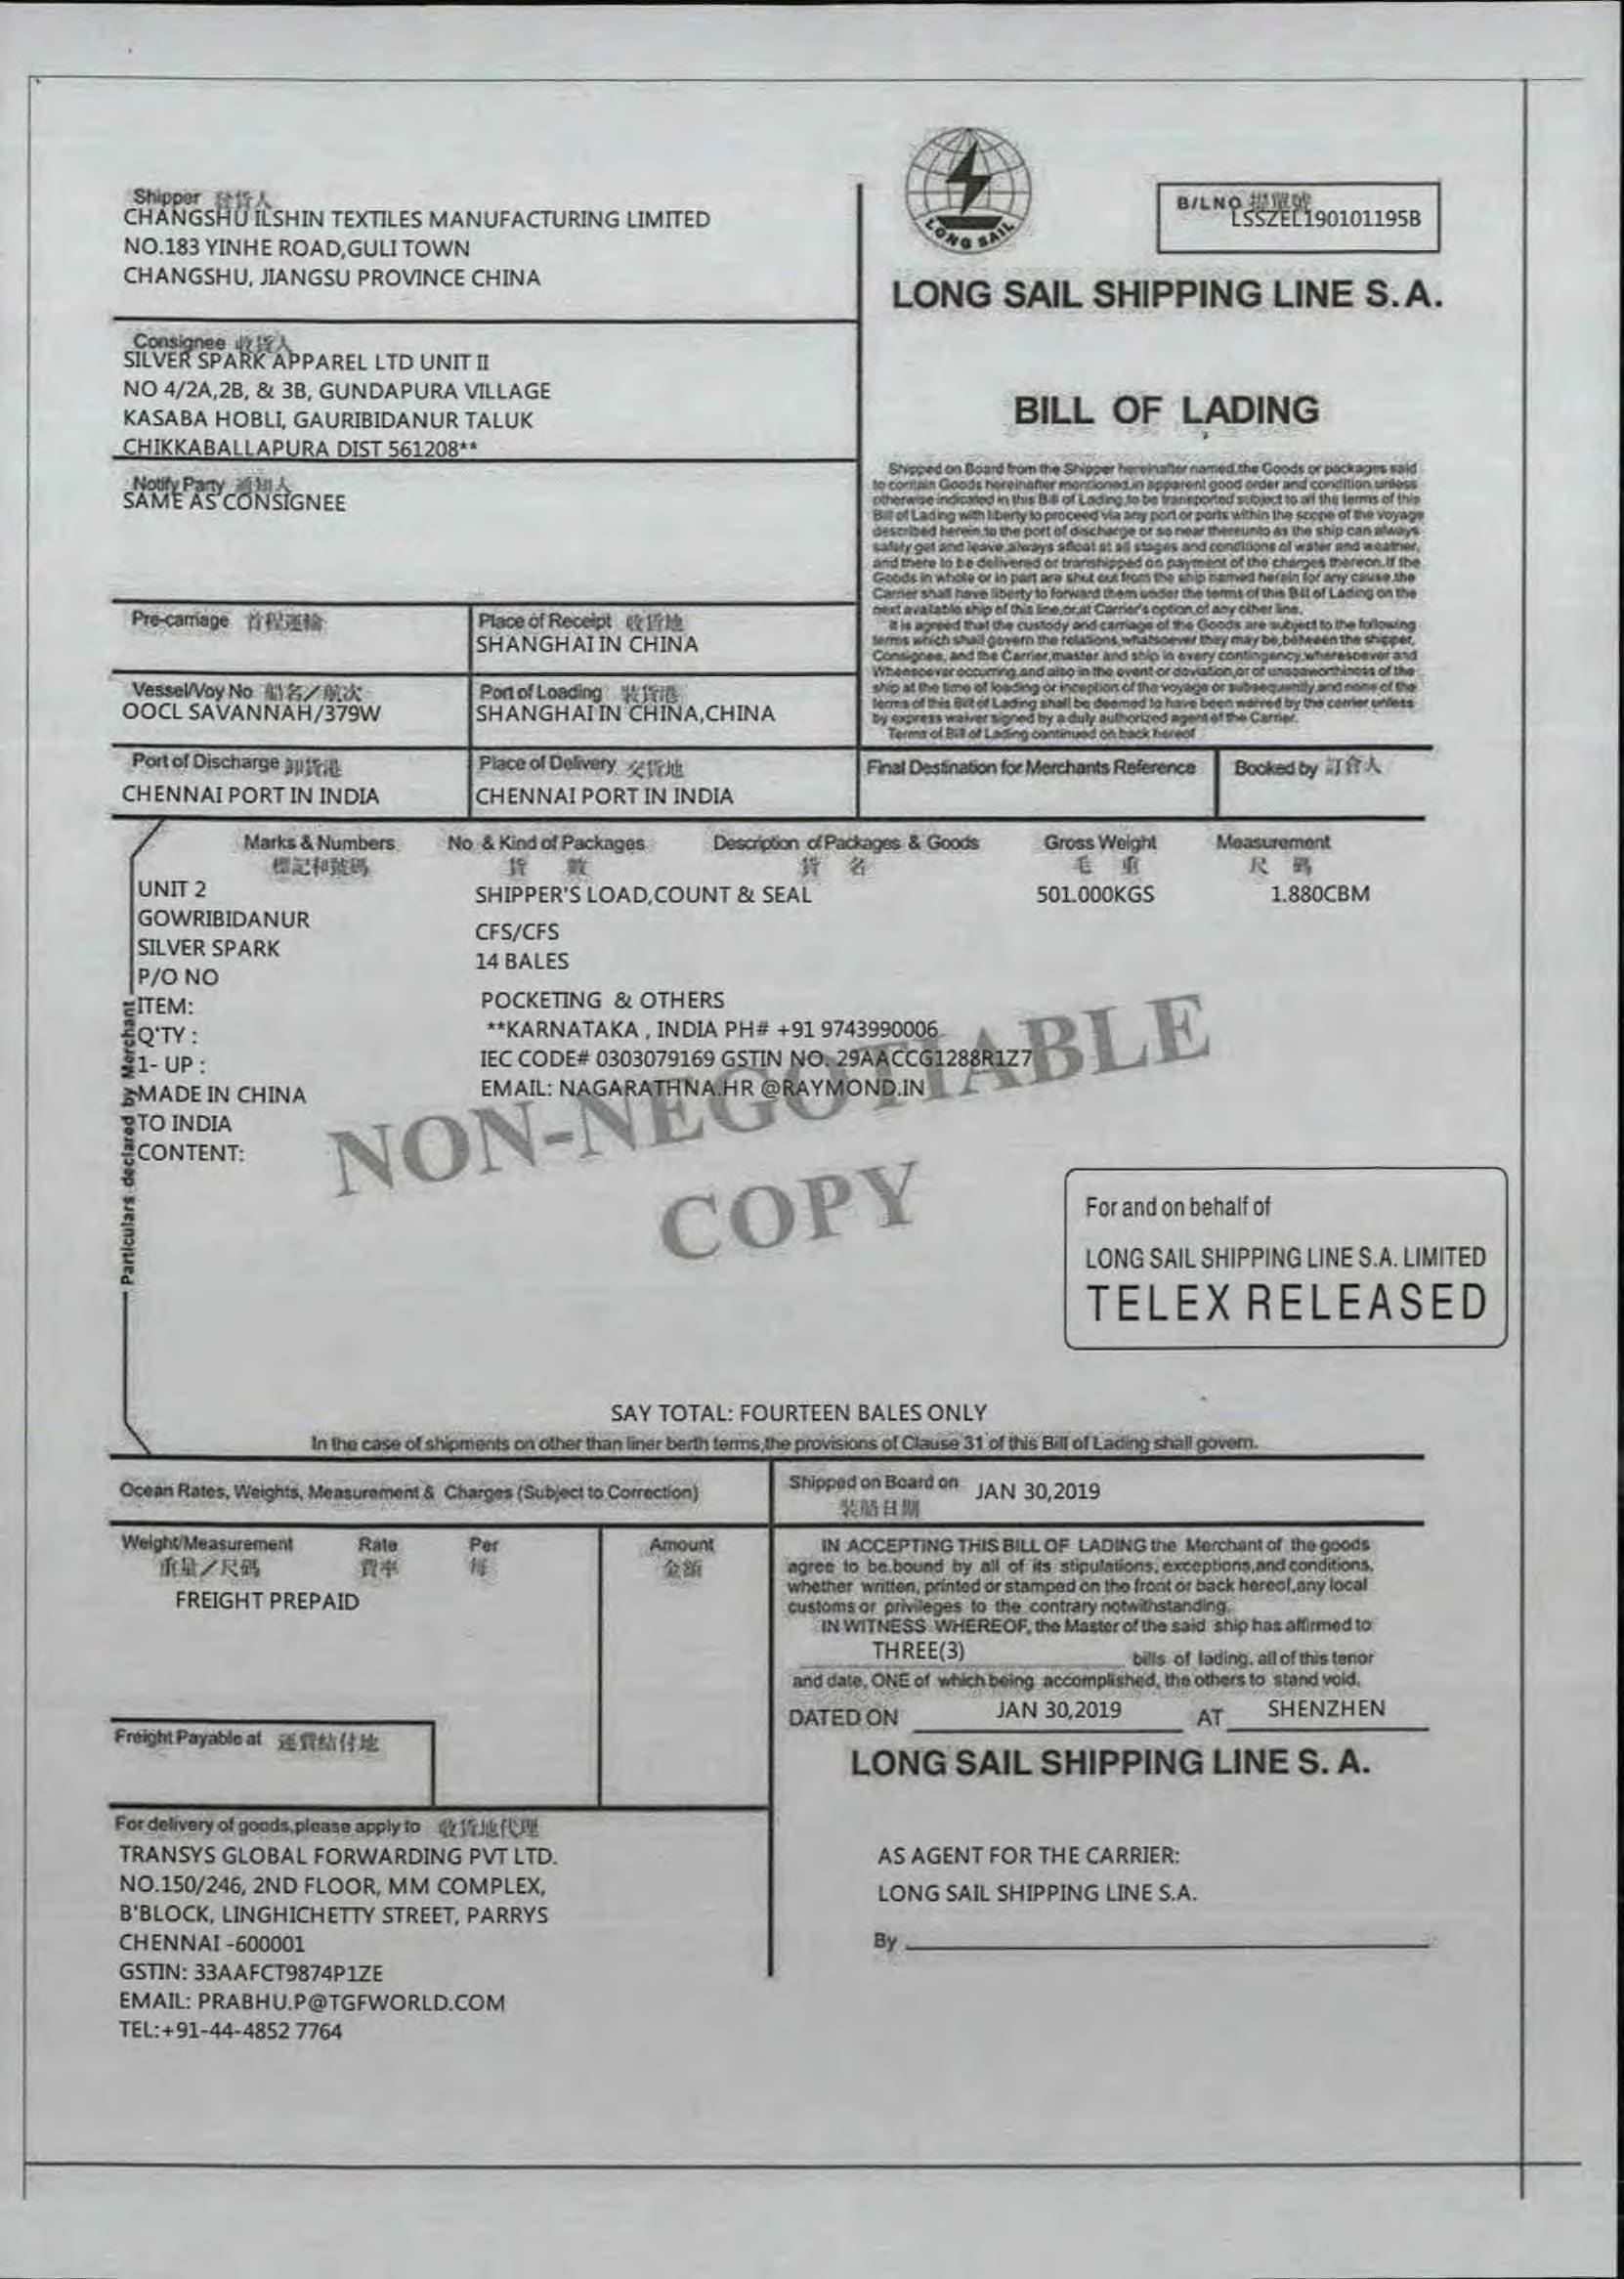 Shipper 發貨人
CHANGSHU ILSHIN TEXTILES MANUFACTURING LIMITED
NO.183 YINHE ROAD,GULI TOWN
CHANGSHU, JIANGSU PROVINCE CHINA
LONG SAIL
B/LNO 提單號
LSSZEL190101195B
LONG SAIL SHIPPING LINE S.A.
Consignee 收貨人
SILVER SPARK APPAREL LTD UNIT II
NO 4/2A,2B, & 3B, GUNDAPURA VILLAGE
KASABA HOBLI, GAURIBIDANUR TALUK
CHIKKABALLAPURA DIST 561208**
BILL OF LADING
Notify Party 通知人
SAME AS CONSIGNEE
Shipped on Board from the Shipper hereinafter named,the Goods or packages said
to contain Goods hereinafter mentioned,in apparent good order and condition,unless
otherwise indicated in this Bill of Lading,to be transported subject to all the terms of this
Bill of Lading with liberty to proceed via any port or ports within the scope of the voyage
described herein,to the port of discharge or so near thereunto as the ship can always
safely get and leave,always afloat at all stages and conditions of water and weather,
and there to be delivered or transhipped on payment of the charges thereon.If the
Goods in whole or in part are shut out from the ship named herein for any cause,the
Carrier shall have liberty to forward them under the terms of this Bill of Lading on the
next available ship of this line,or,at Carrier's option,of any other line.
It is agreed that the custody and carriage of the Goods are subject to the following
terms which shall govern the relations,whatsoever they may be,between the shipper,
Consignee, and the Carrier,master and ship in every contingency,wheresoever and
Whensoever occurring,and also in the event or deviation,or of unseaworthiness of the
ship at the time of loading or inception of the voyage or subsequently,and none of the
terms of this Bill of Lading shall be deemed to have been waived by the carrier unless
by express waiver signed by a duly authorized agent of the Carrier.
Terms of Bill of Lading continued on back hereof
Pre-carriage 首程運輸
Place of Receipt 收貨地
SHANGHAI IN CHINA
Vessel/Voy No 船名／航次
OOCL SAVANNAH/379W
Port of Loading 裝貨港
SHANGHAI IN CHINA,CHINA
Port of Discharge 卸貨港
CHENNAI PORT IN INDIA
Place of Delivery 交貨地
CHENNAI PORT IN INDIA
Final Destination for Merchants Reference
Booked by 訂倉人
Marks & Numbers No & Kind of Packages Description of Packages & Goods Gross Weight Measurement
標記和號碼 貨 數 貨 名 毛 重 尺 碼
UNIT 2
GOWRIBIDANUR
SILVER SPARK
P/O NO
ITEM:
Q'TY :
1- UP :
MADE IN CHINA
TO INDIA
CONTENT:
SHIPPER'S LOAD,COUNT & SEAL 501.000KGS 1.880CBM
CFS/CFS
14 BALES
POCKETING & OTHERS
**KARNATAKA , INDIA PH# +91 9743990006
IEC CODE# 0303079169 GSTIN NO. 29AACCG1288R1Z7
EMAIL: NAGARATHNA.HR @RAYMOND.IN
Particulars declared by Merchant
NON-NEGOTIABLE
COPY
For and on behalf of
LONG SAIL SHIPPING LINE S.A. LIMITED
TELEX RELEASED
SAY TOTAL: FOURTEEN BALES ONLY
In the case of shipments on other than liner berth terms,the provisions of Clause 31 of this Bill of Lading shall govern.
Ocean Rates, Weights, Measurement & Charges (Subject to Correction)
Shipped on Board on JAN 30,2019
裝船日期
Weight/Measurement Rate Per Amount
重量／尺碼 費率 每 金額
FREIGHT PREPAID
IN ACCEPTING THIS BILL OF LADING the Merchant of the goods
agree to be.bound by all of its stipulations, exceptions,and conditions,
whether written, printed or stamped on the front or back hereof,any local
customs or privileges to the contrary notwithstanding.
IN WITNESS WHEREOF, the Master of the said ship has affirmed to
THREE(3) bills of lading, all of this tenor
and date, ONE of which being accomplished, the others to stand void.
DATED ON JAN 30,2019 AT SHENZHEN
Freight Payable at 運費結付地
LONG SAIL SHIPPING LINE S. A.
For delivery of goods,please apply to 收貨地代理
TRANSYS GLOBAL FORWARDING PVT LTD.
NO.150/246, 2ND FLOOR, MM COMPLEX,
B'BLOCK, LINGHICHETTY STREET, PARRYS
CHENNAI -600001
GSTIN: 33AAFCT9874P1ZE
EMAIL: PRABHU.P@TGFWORLD.COM
TEL:+91-44-4852 7764
AS AGENT FOR THE CARRIER:
LONG SAIL SHIPPING LINE S.A.
By